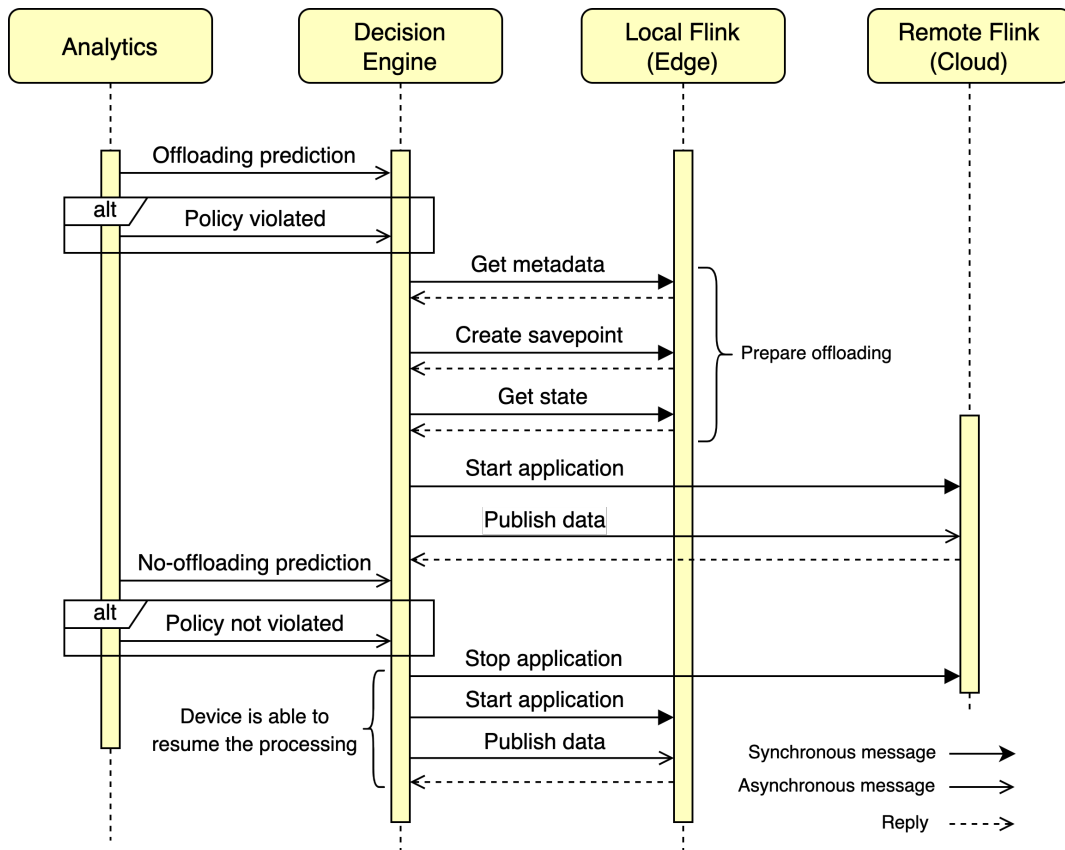 Analytics
Decision
Engine
Local Flink
(Edge)
Remote Flink
(Cloud)
Offloading prediction
alt
Policy violated
Get metadata
Create savepoint
Prepare offloading
Get state
Start application
Publish data
No-offloading prediction
alt
Policy not violated
Stop application
Start application
Device is able to
resume the processing
Publish data
Synchronous message
Asynchronous message
Reply